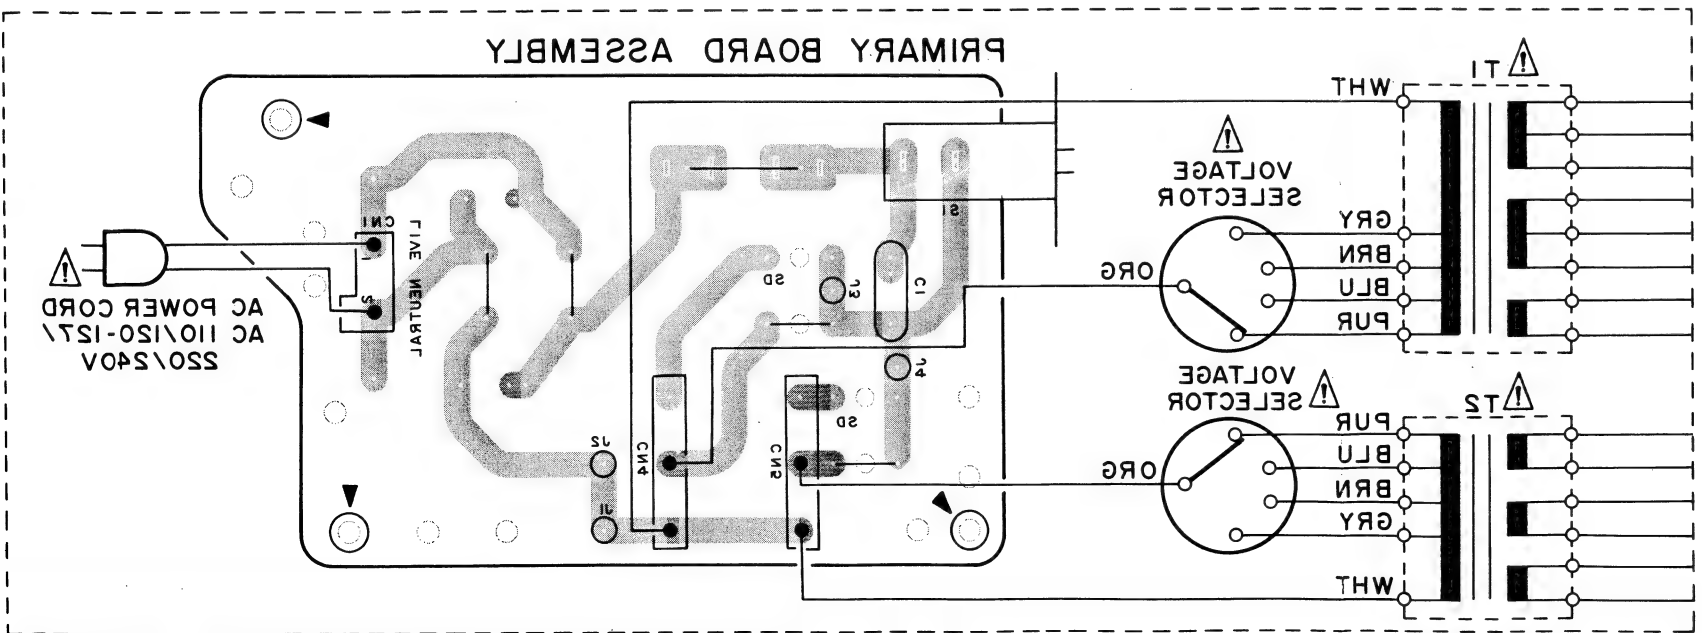 PRIMARY BOARD ASSEMBLY
T1
WHT
VOLTAGE
SELECTOR
S1
CN1
1
2
LIVE
NEUTRAL
GRY
BRN
BLU
PUR
ORG
SD
J3
C1
AC POWER CORD
AC 110/120-127/
220/240V
J4
VOLTAGE
SELECTOR
T2
PUR
BLU
BRN
GRY
ORG
SD
J2
CN4
CN5
J1
WHT